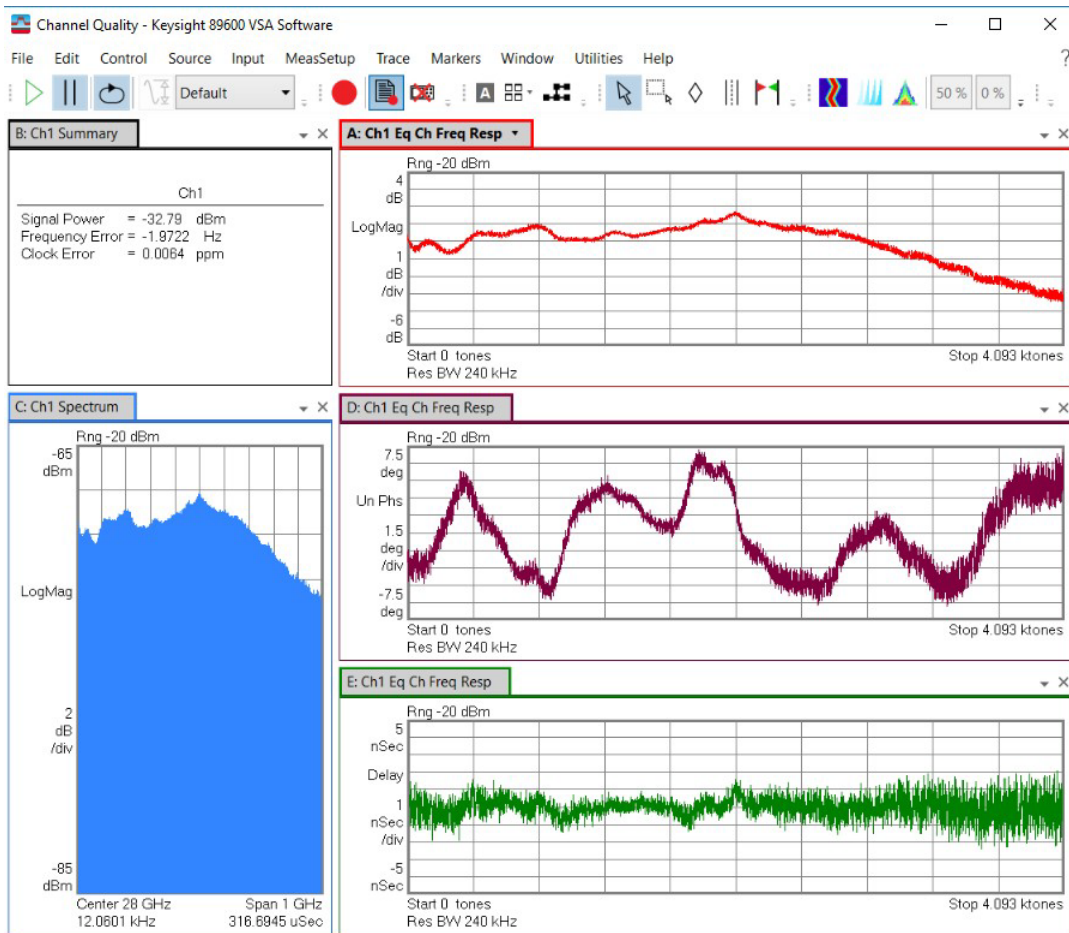 Channel Quality - Keysight 89600 VSA Software
File Edit Control Source Input MeasSetup Trace Markers Window Utilities Help ?
Default A 50 % 0 %
B: Ch1 Summary
Ch1
Signal Power = -32.79 dBm
Frequency Error = -1.9722 Hz
Clock Error = 0.0064 ppm
A: Ch1 Eq Ch Freq Resp
Rng -20 dBm
4
dB
LogMag
1
dB
/div
-6
dB
Start 0 tones Stop 4.093 ktones
Res BW 240 kHz
C: Ch1 Spectrum
Rng -20 dBm
-65
dBm
LogMag
2
dB
/div
-85
dBm
Center 28 GHz Span 1 GHz
12.0601 kHz 316.6945 uSec
D: Ch1 Eq Ch Freq Resp
Rng -20 dBm
7.5
deg
Un Phs
1.5
deg
/div
-7.5
deg
Start 0 tones Stop 4.093 ktones
Res BW 240 kHz
E: Ch1 Eq Ch Freq Resp
Rng -20 dBm
5
nSec
Delay
1
nSec
/div
-5
nSec
Start 0 tones Stop 4.093 ktones
Res BW 240 kHz